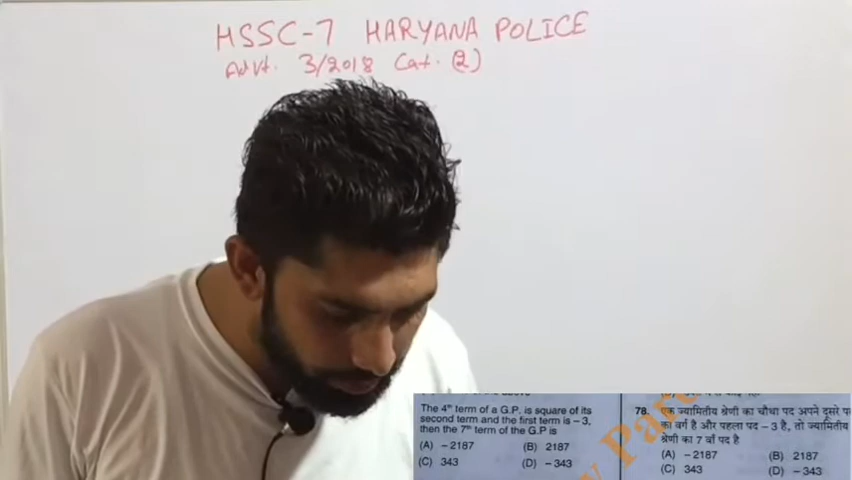 HSSC-7 HARYANA POLICE
Advt. 3/2018 Cat. (2)
The 4th term of a G.P. is square of its
second term and the first term is – 3,
then the 7th term of the G.P is
(A) – 2187 (B) 2187
(C) 343 (D) – 343
78. एक ज्यामितीय श्रेणी का चौथा पद अपने दूसरे
का वर्ग है और पहला पद – 3 है, तो ज्यामितीय
श्रेणी का 7 वाँ पद है
(A) – 2187 (B) 2187
(C) 343 (D) – 343